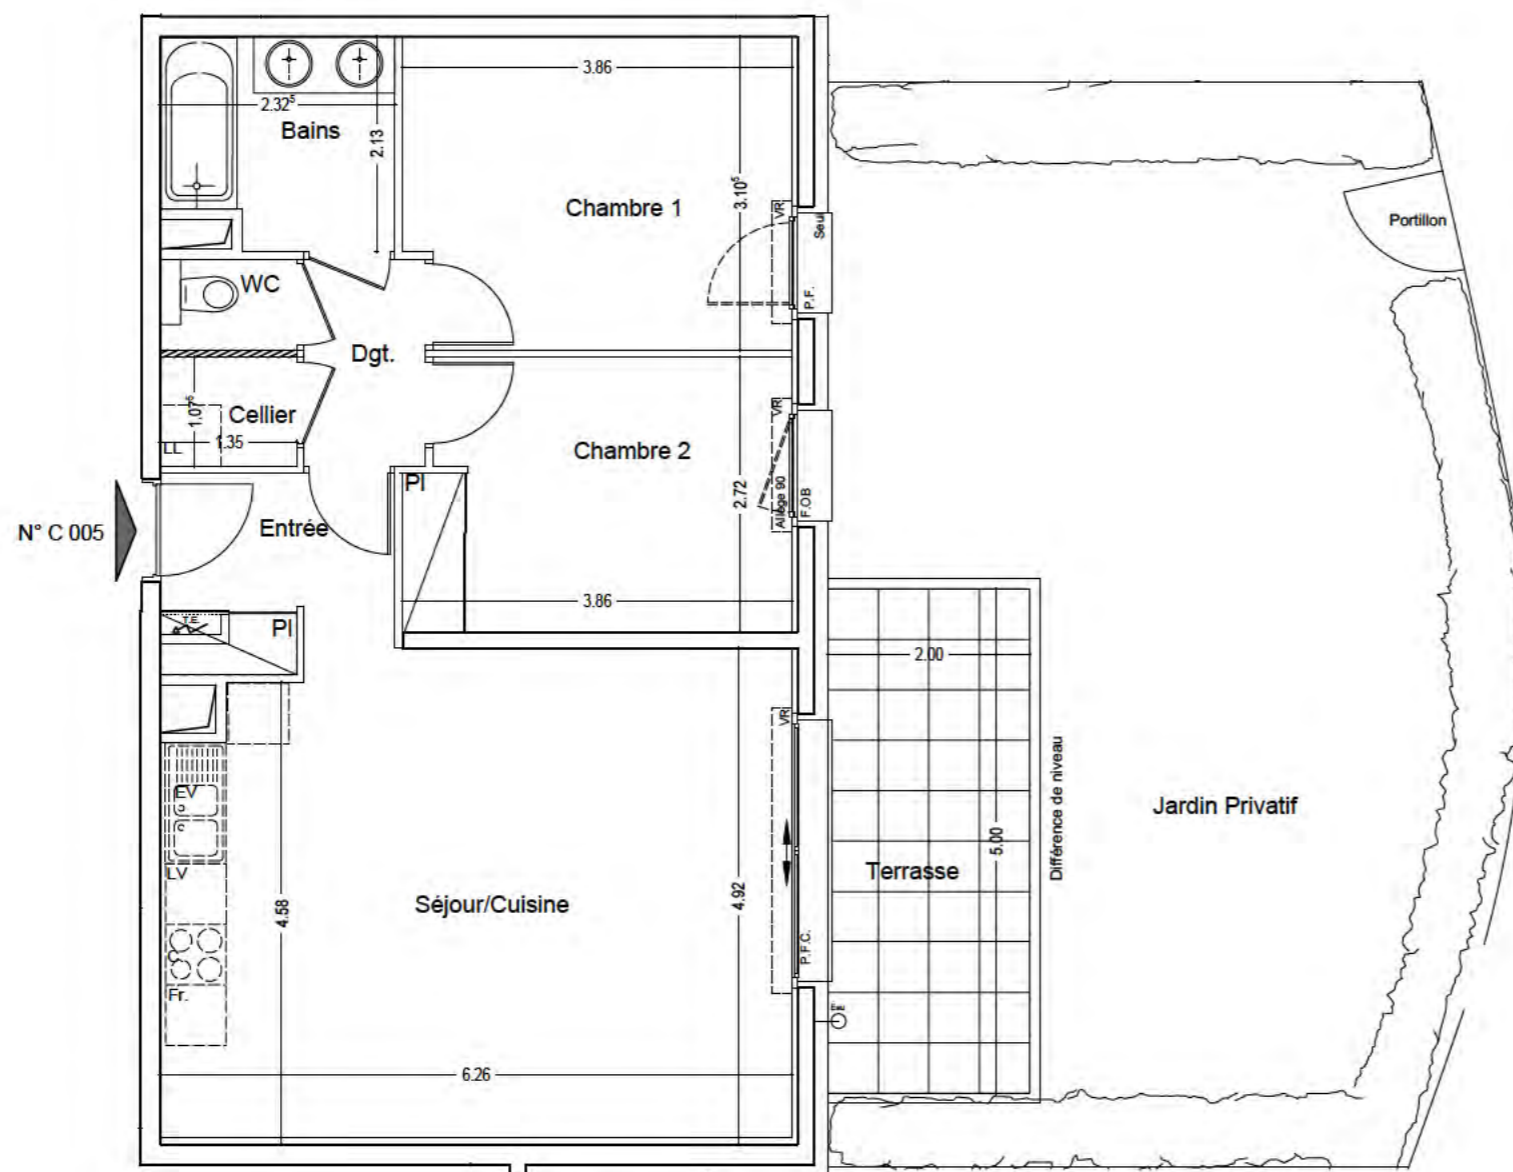 3.86
2.32⁵
Bains
2.13
3.10⁵
Chambre 1
VR
Seuil
P.F.
Portillon
WC
Dgt.
1.07⁵
Cellier
1.35
LL
Chambre 2
VR
Allège 90
F.OB
2.72
Pl
N° C 005
Entrée
3.86
T.E.
Pl
2.00
VR
EV
Différence de niveau
Jardin Privatif
5.00
LV
Terrasse
4.58
4.92
Séjour/Cuisine
P.F.C.
C
Fr.
6.26